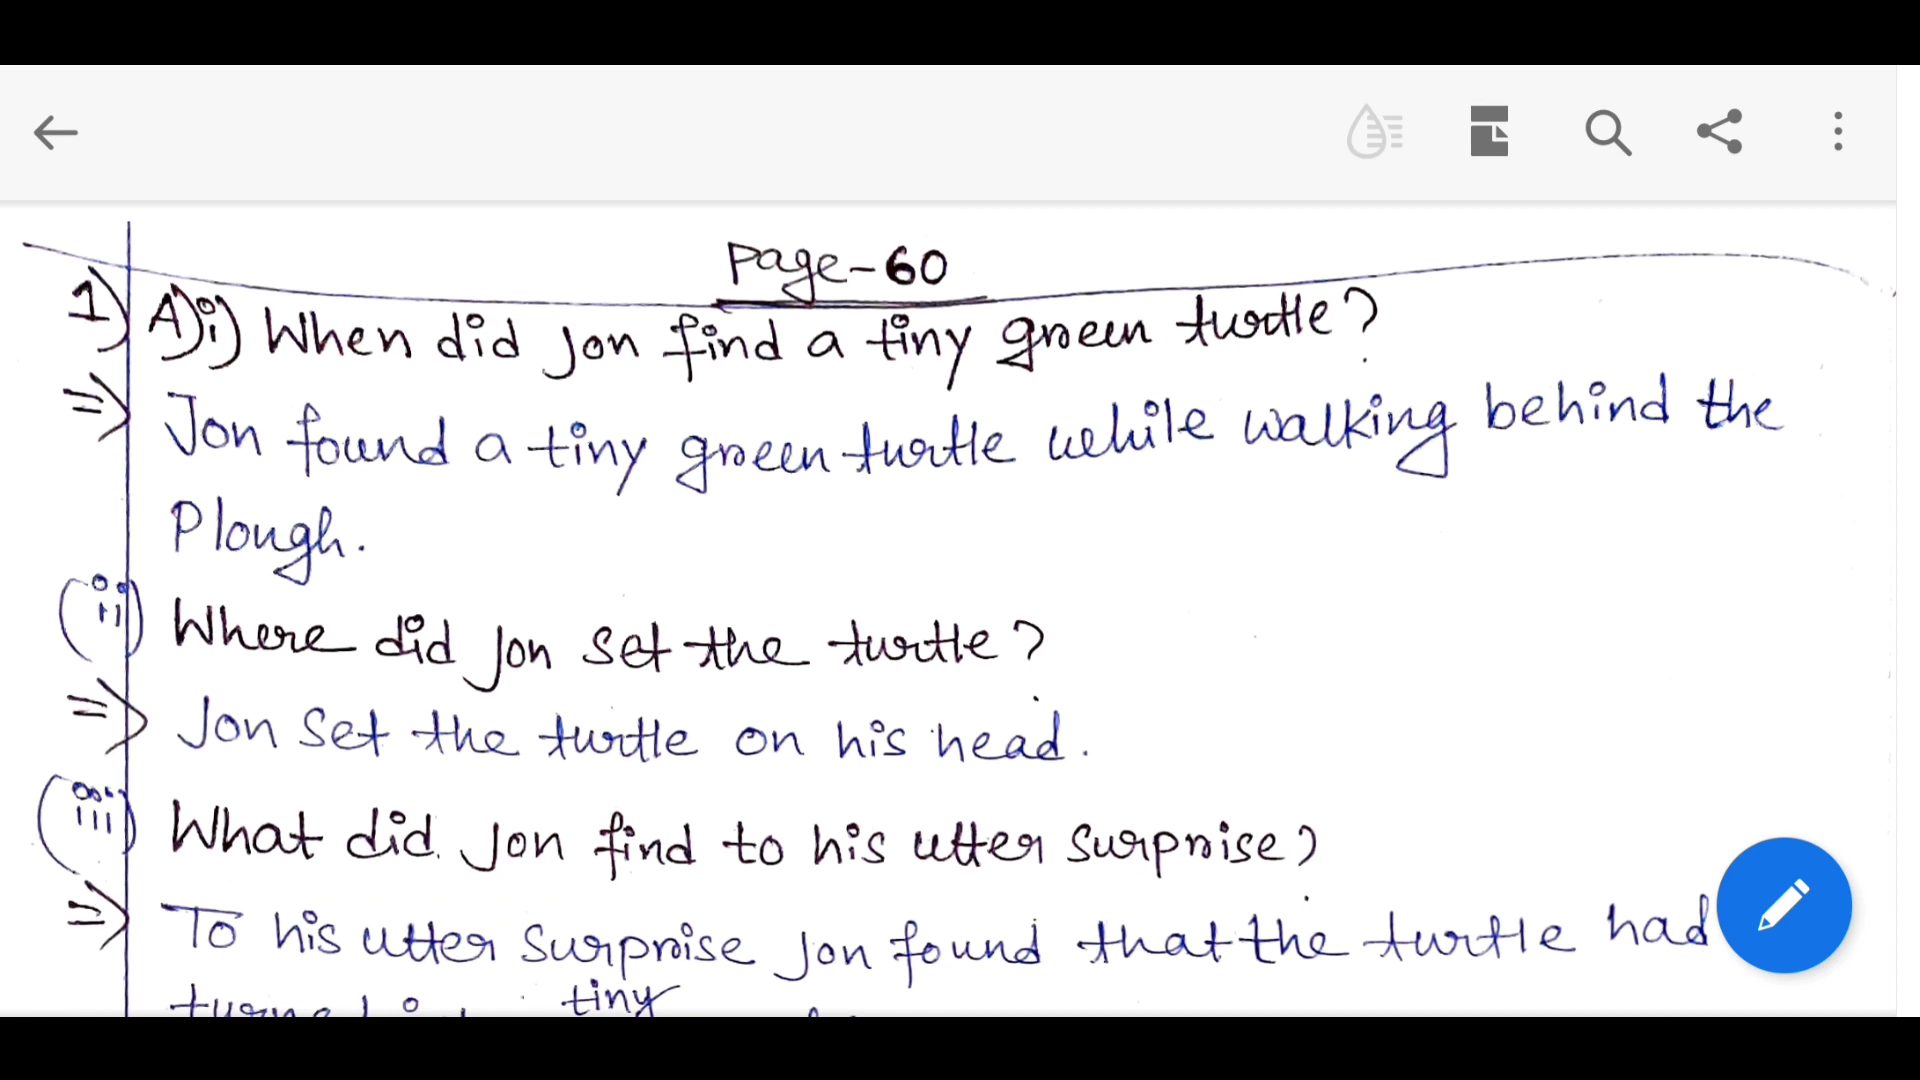 Page-60
1) A) i) When did Jon find a tiny green turtle?
=> Jon found a tiny green turtle while walking behind the
Plough.
(ii) Where did Jon set the turtle?
=> Jon set the turtle on his head.
(iii) What did Jon find to his utter surprise?
=> To his utter surprise Jon found that the turtle had
tiny